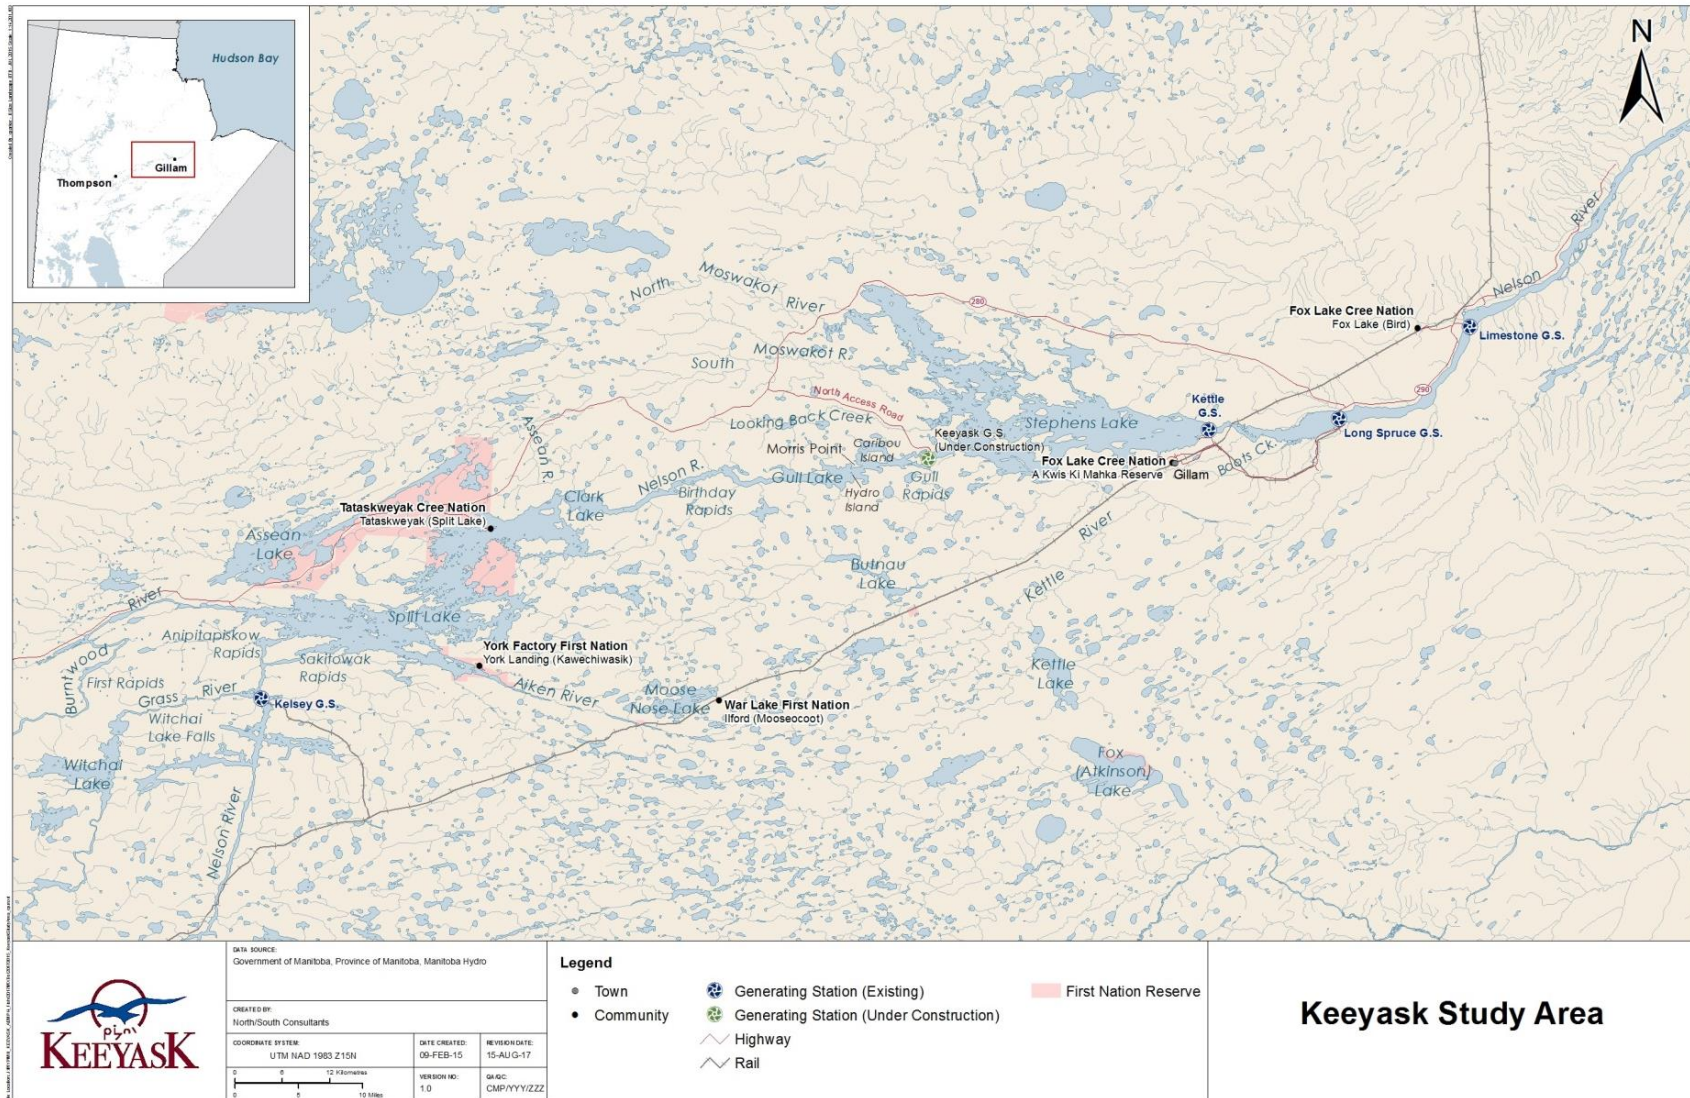 Hudson Bay
Gillam
Thompson
N
North
Moswakot
River
280
South
Moswakot R.
North Access Road
Looking Back Creek
Morris Point
Caribou
Island
Keeyask G.S.
(Under Construction)
Stephens Lake
Kettle
G.S.
Fox Lake Cree Nation
Fox Lake (Bird)
Nelson
River
Limestone G.S.
290
Long Spruce G.S.
Boots Ck.
Fox Lake Cree Nation
A Kwis Ki Mahka Reserve
Gillam
Gull
Rapids
Hydro
Island
Gull Lake
Nelson R.
Birthday
Rapids
Clark
Lake
Assean R.
Tataskweyak Cree Nation
Tataskweyak (Split Lake)
Assean
Lake
River
Burntwood
Split Lake
Anipitapiskow
Rapids
Sakitowak
Rapids
First Rapids
Grass
River
Kelsey G.S.
Witchai
Lake Falls
Witchai
Lake
Nelson River
York Factory First Nation
York Landing (Kawechiwasik)
Aiken River
Moose
Nose Lake
War Lake First Nation
Ilford (Mooseocoot)
Butnau
Lake
Kettle
River
Kettle
Lake
Fox
(Atkinson)
Lake
KEEYASK
DATA SOURCE:
Government of Manitoba, Province of Manitoba, Manitoba Hydro
CREATED BY:
North/South Consultants
COORDINATE SYSTEM:
UTM NAD 1983 Z15N
DATE CREATED:
09-FEB-15
REVISION DATE:
15-AUG-17
0 6 12 Kilometres
0 5 10 Miles
VERSION NO:
1.0
QA/QC:
CMP/YYY/ZZZ
Legend
Town
Community
Generating Station (Existing)
Generating Station (Under Construction)
Highway
Rail
First Nation Reserve
Keeyask Study Area